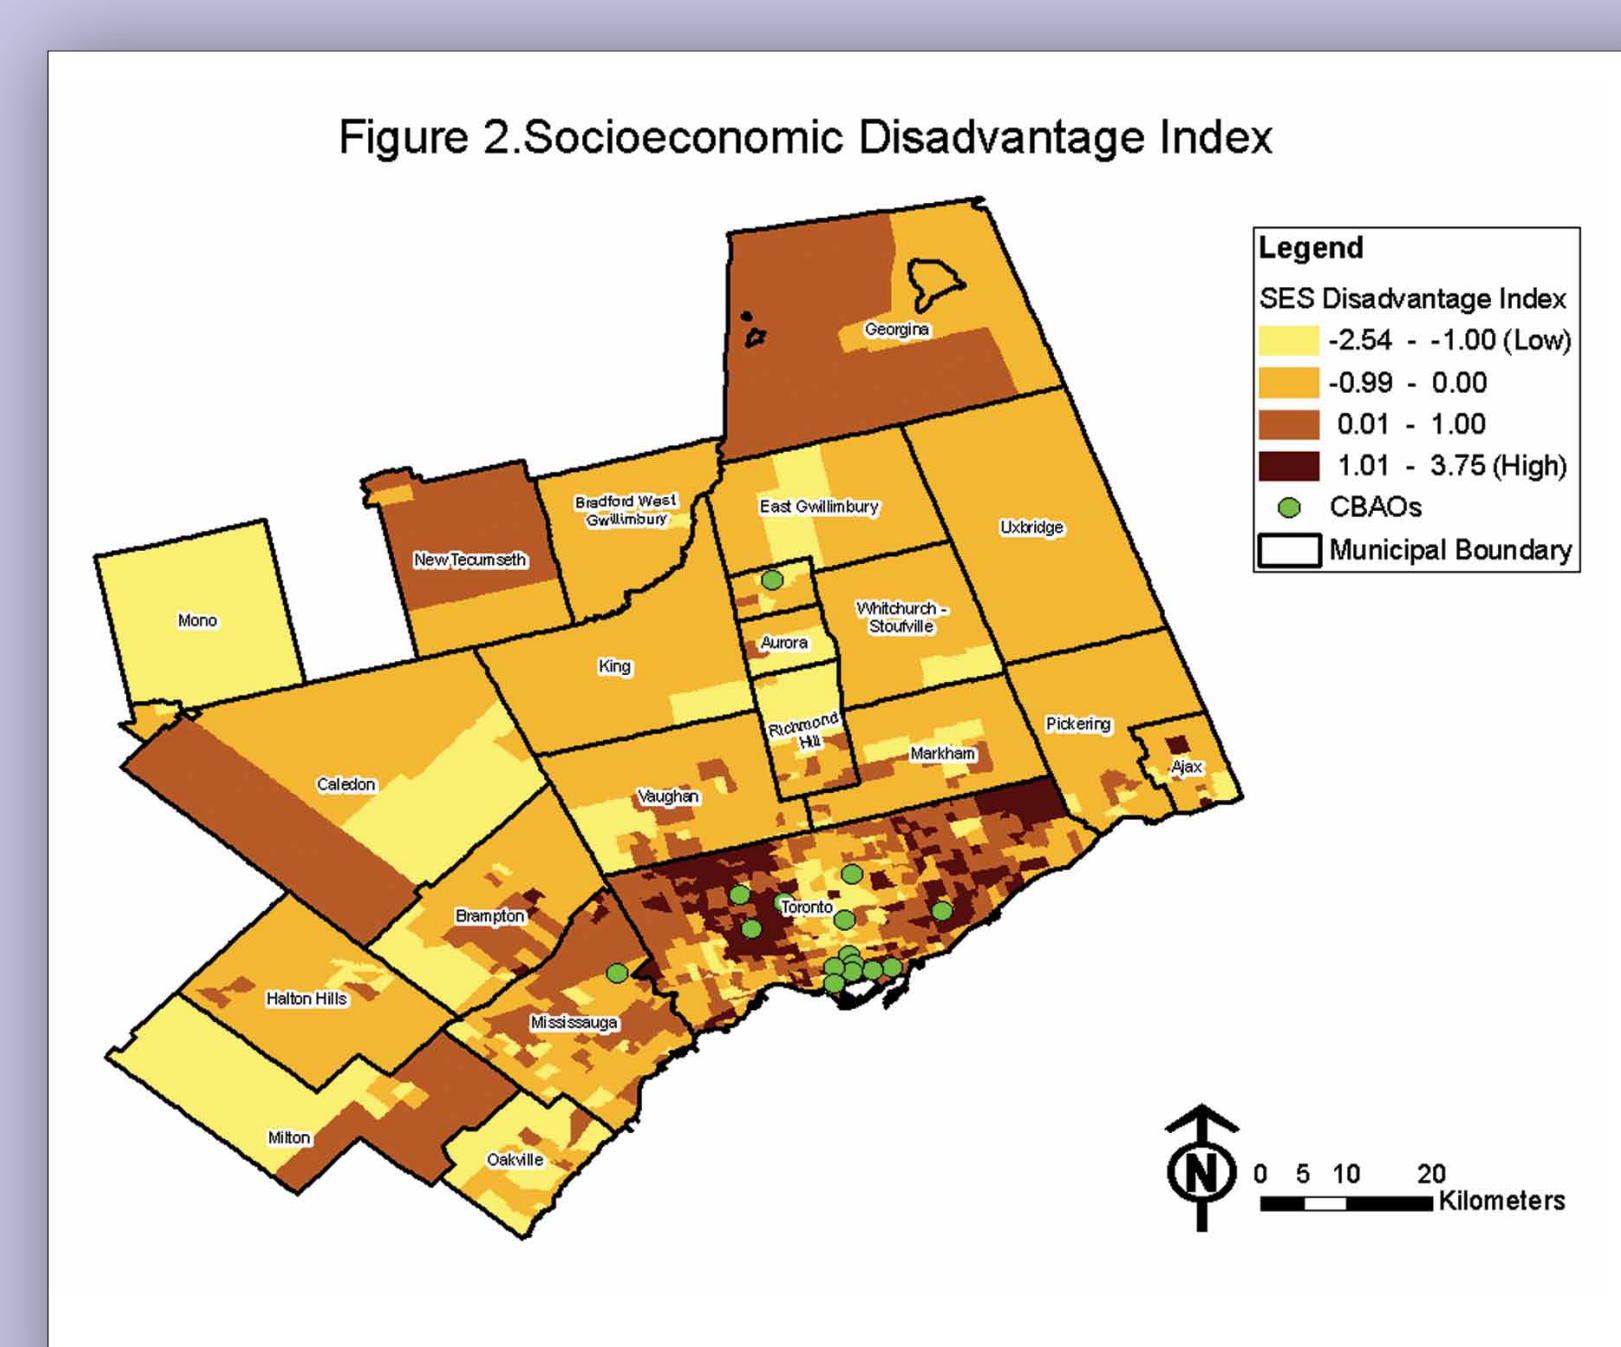 Figure 2.Socioeconomic Disadvantage Index
Legend
SES Disadvantage Index
-2.54 - -1.00 (Low)
-0.99 - 0.00
0.01 - 1.00
1.01 - 3.75 (High)
CBAOs
Municipal Boundary
Georgina
Bradford West
Gwillimbury
East Gwillimbury
Uxbridge
New Tecumseth
Mono
Whitchurch -
Stoufville
Aurora
King
Richmond
Hill
Pickering
Markham
Ajax
Caledon
Vaughan
Toronto
Brampton
Halton Hills
Mississauga
Milton
Oakville
N
0 5 10 20
Kilometers